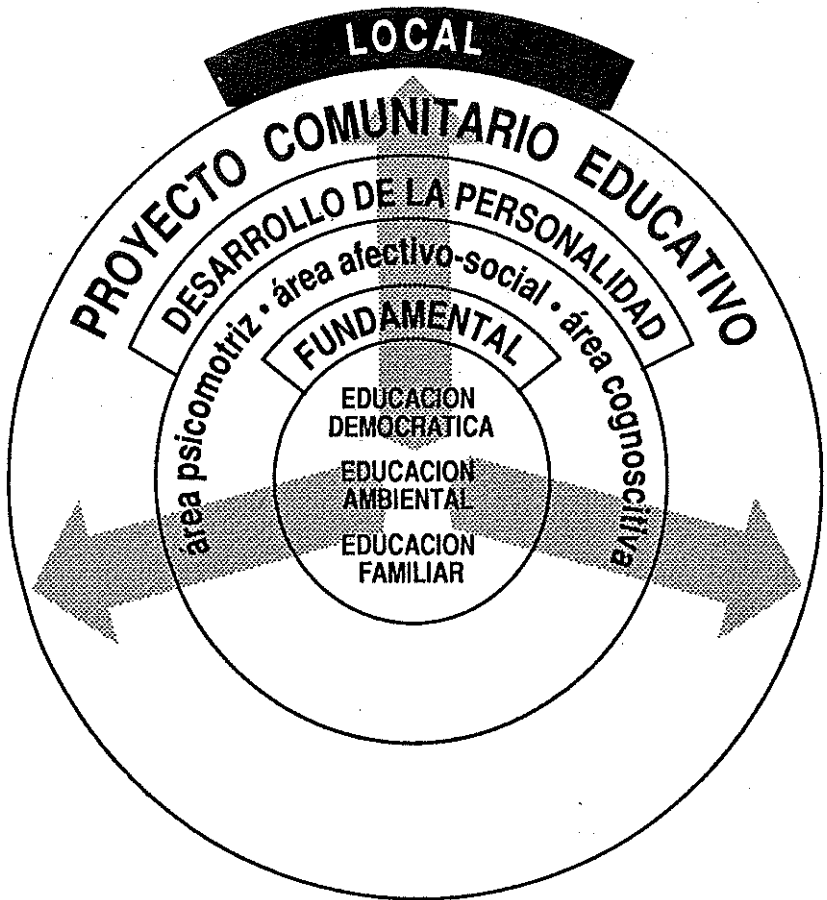 LOCAL
PROYECTO COMUNITARIO EDUCATIVO
DESARROLLO DE LA PERSONALIDAD
área psicomotriz • área afectivo-social • área cognoscitiva
FUNDAMENTAL
EDUCACION
DEMOCRATICA
EDUCACION
AMBIENTAL
EDUCACION
FAMILIAR